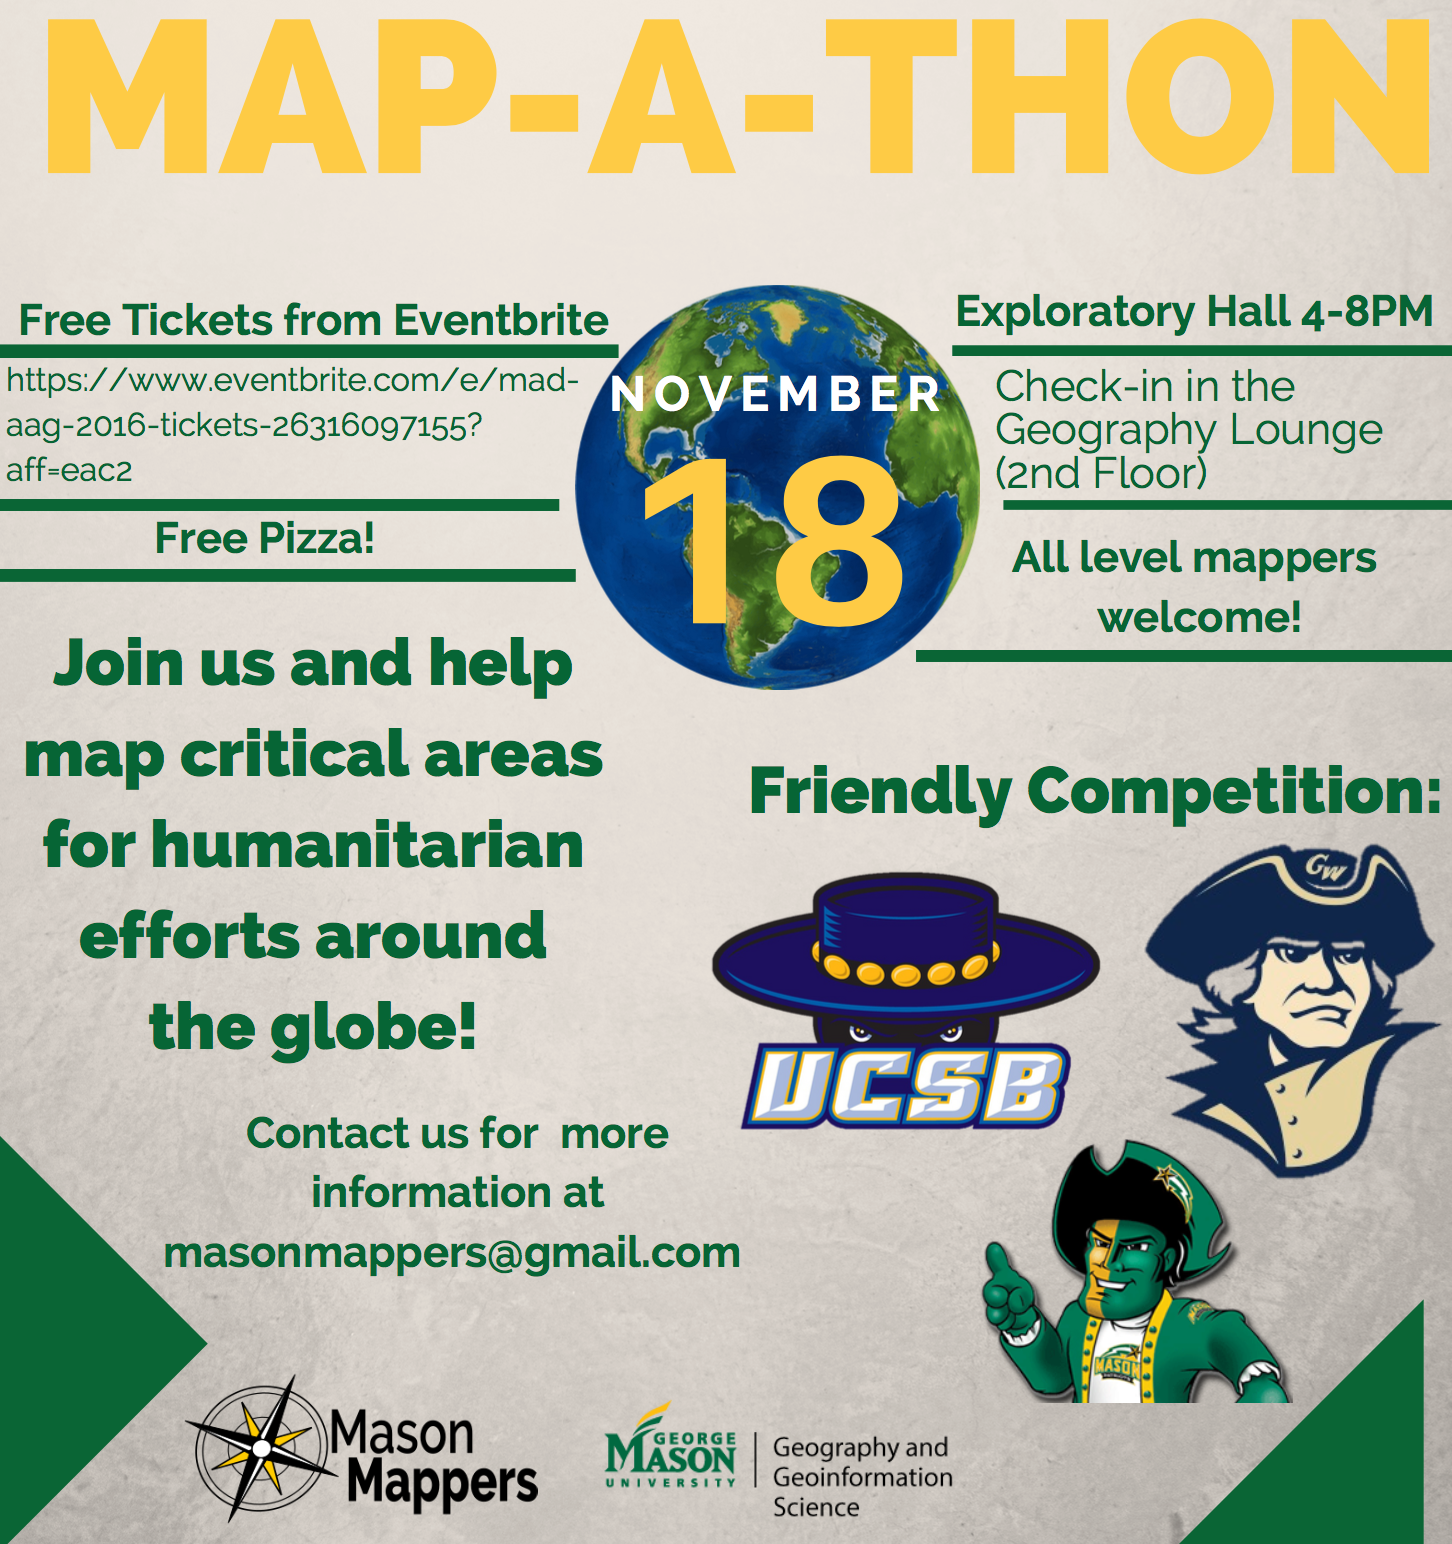 MAP-A-THON
Free Tickets from Eventbrite
https://www.eventbrite.com/e/mad-
aag-2016-tickets-26316097155?
aff=eac2
Free Pizza!
NOVEMBER
18
Exploratory Hall 4-8PM
Check-in in the
Geography Lounge
(2nd Floor)
All level mappers
welcome!
Join us and help
map critical areas
for humanitarian
efforts around
the globe!
Friendly Competition:
UCSB
GW
MASON
Contact us for  more
information at
masonmappers@gmail.com
Mason
Mappers
GEORGE
MASON
UNIVERSITY
Geography and
Geoinformation
Science